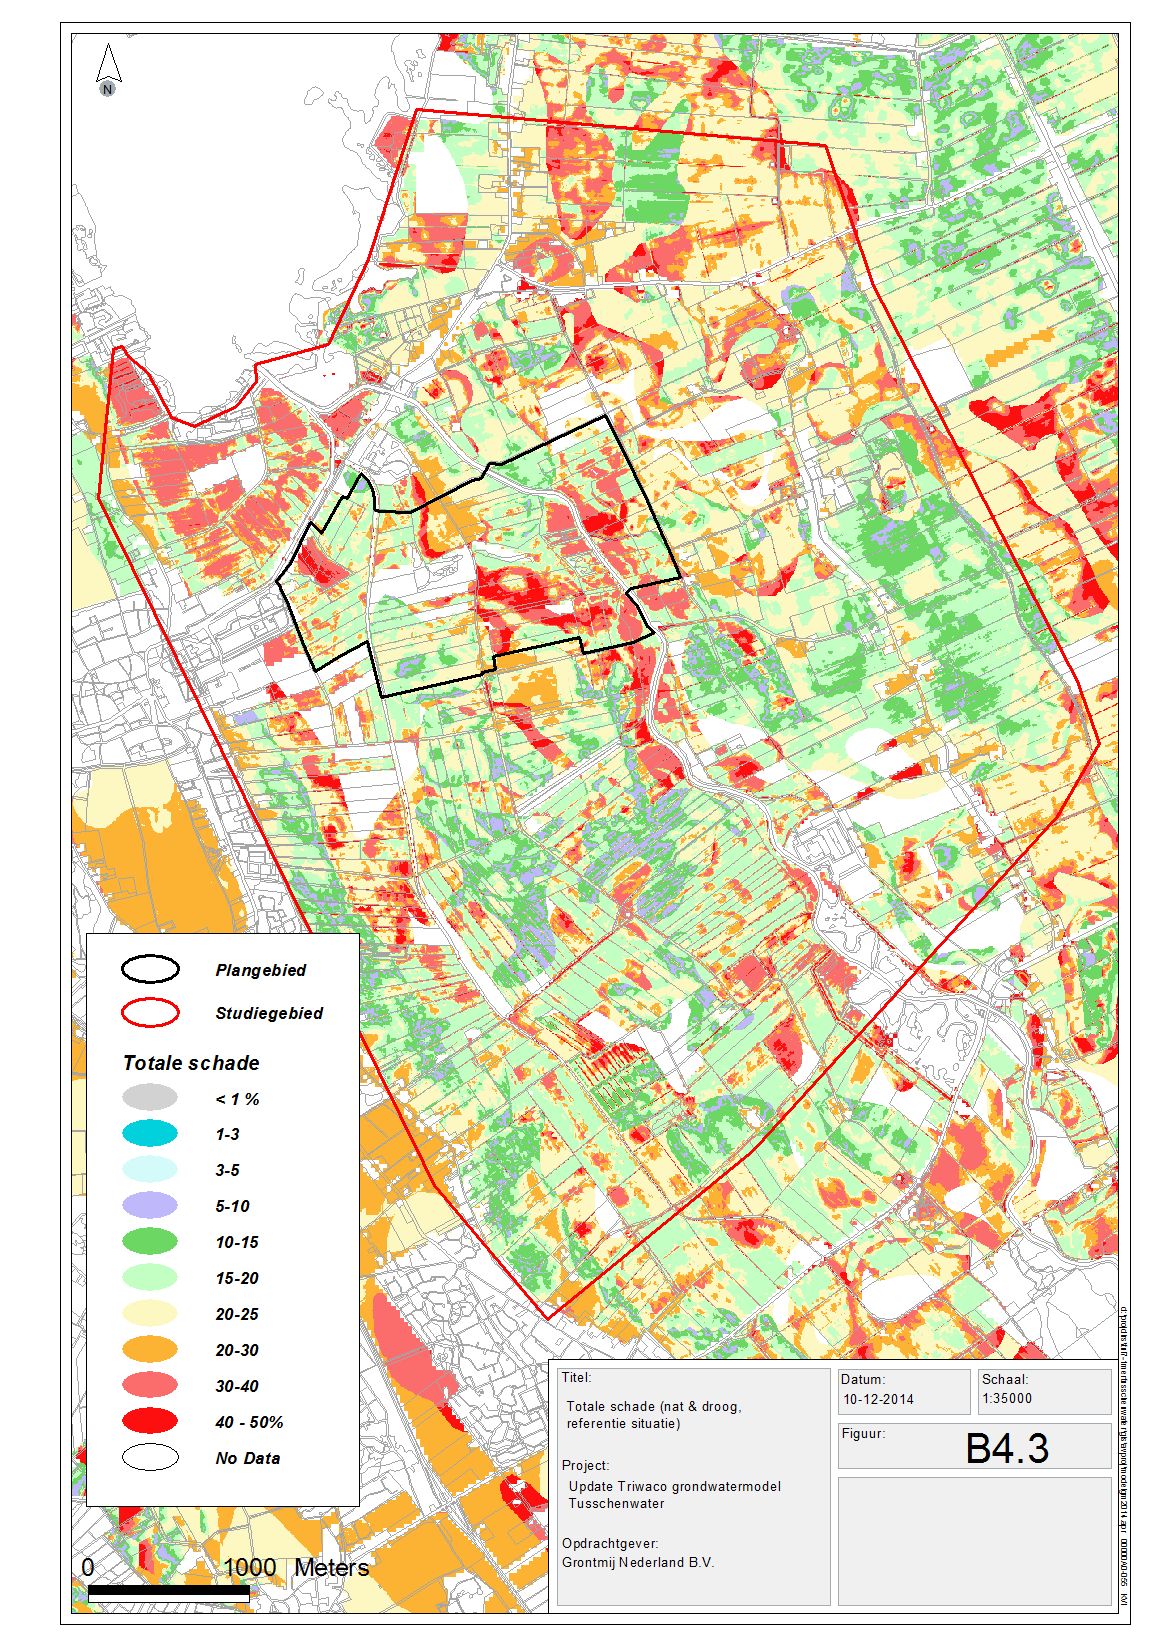 N
Plangebied
Studiegebied
Totale schade
< 1 %
1-3
3-5
5-10
10-15
15-20
20-25
20-30
30-40
40 - 50%
No Data
0 1000 Meters
Titel:
Totale schade (nat & droog,
referentie situatie)
Project:
Update Triwaco grondwatermodel
Tusschenwater
Opdrachtgever:
Grontmij Nederland B.V.
Datum:
10-12-2014
Schaal:
1:35000
Figuur:
B4.3